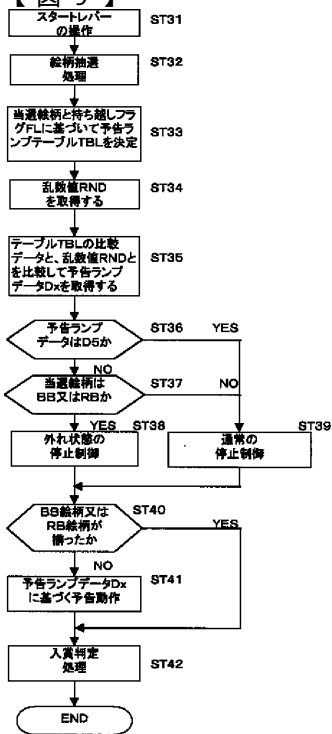 【図9】
スタートレバー
の操作
ST31
絵柄抽選
処理
ST32
当選絵柄と持ち越しフラ
グFLに基づいて予告ラ
ンプテーブルTBLを決定
ST33
乱数値RND
を取得する
ST34
テーブルTBLの比較
データと、乱数値RNDと
を比較して予告ランプ
データDxを取得する
ST35
予告ランプ
データはD5か
ST36
YES
NO
当選絵柄は
BB又はRBか
ST37
NO
YES
外れ状態の
停止制御
ST38
通常の
停止制御
ST39
BB絵柄又は
RB絵柄が
揃ったか
ST40
YES
NO
予告ランプデータDx
に基づく予告動作
ST41
入賞判定
処理
ST42
END